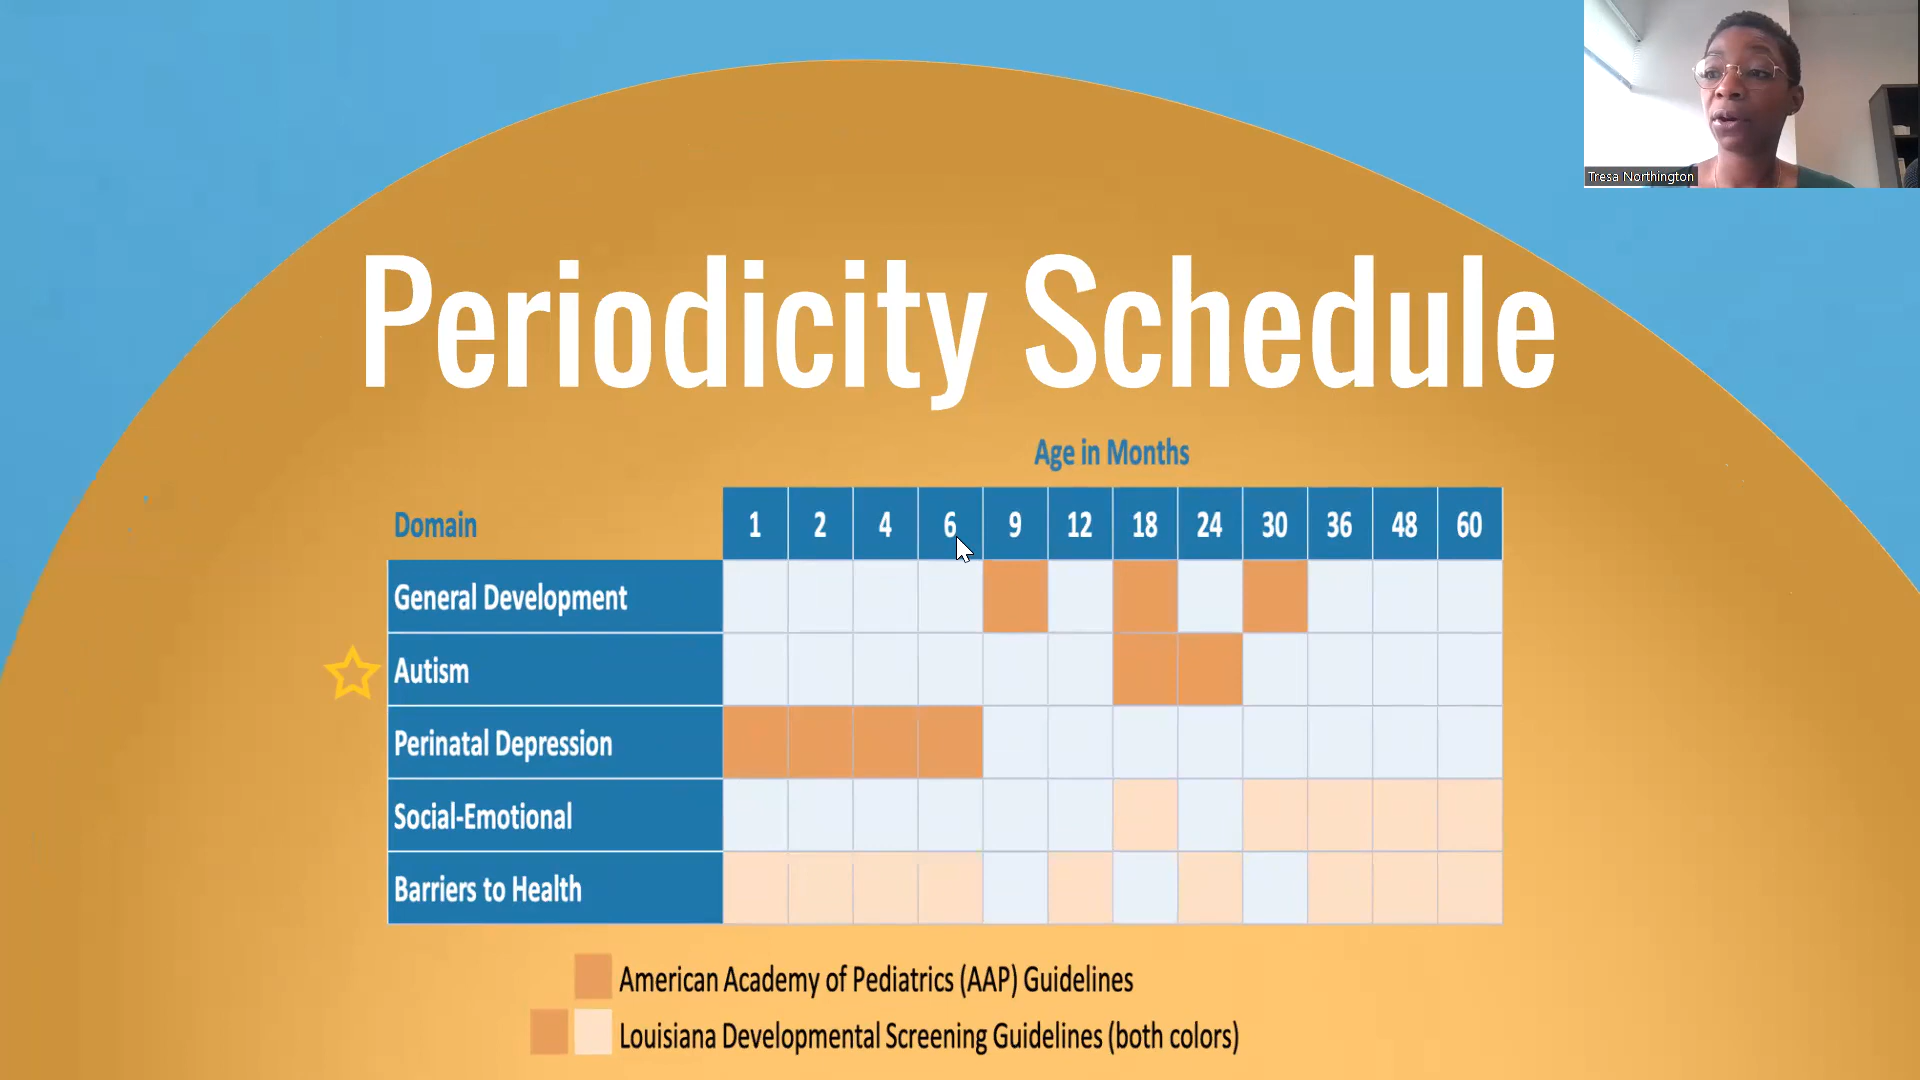 Tresa Northington
Periodicity Schedule
Age in Months
Domain 1 2 4 6 9 12 18 24 30 36 48 60
General Development
Autism
Perinatal Depression
Social-Emotional
Barriers to Health
American Academy of Pediatrics (AAP) Guidelines
Louisiana Developmental Screening Guidelines (both colors)